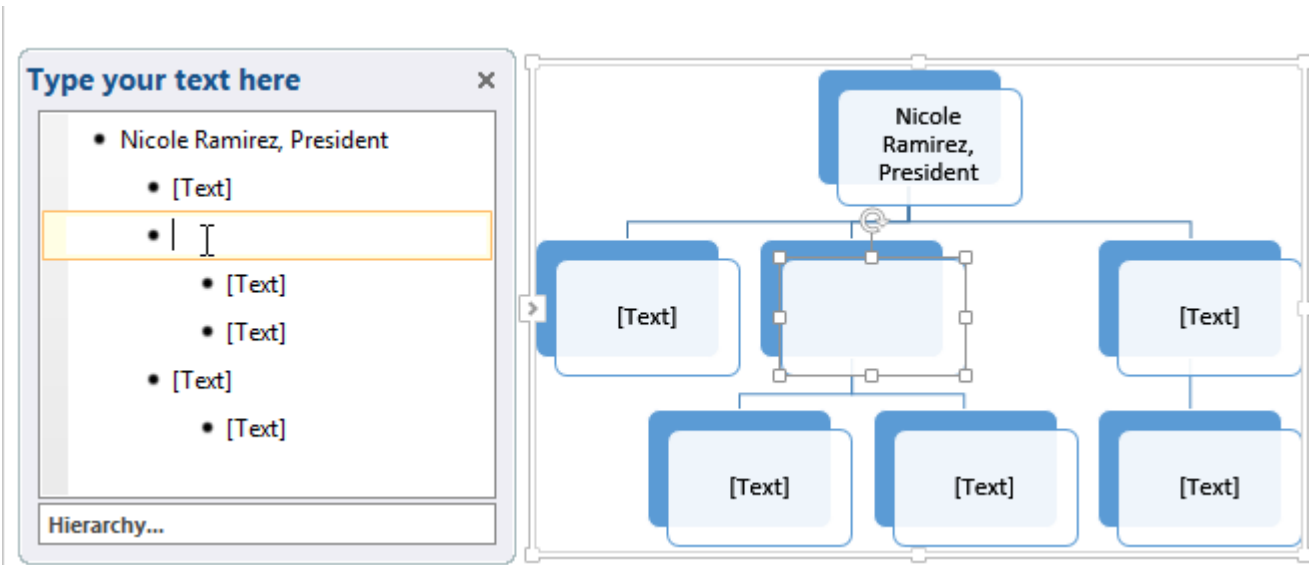 Type your text here
Nicole Ramirez, President
[Text]
[Text]
[Text]
[Text]
[Text]
Hierarchy...
Nicole
Ramirez,
President
[Text]
[Text]
[Text]
[Text]
[Text]